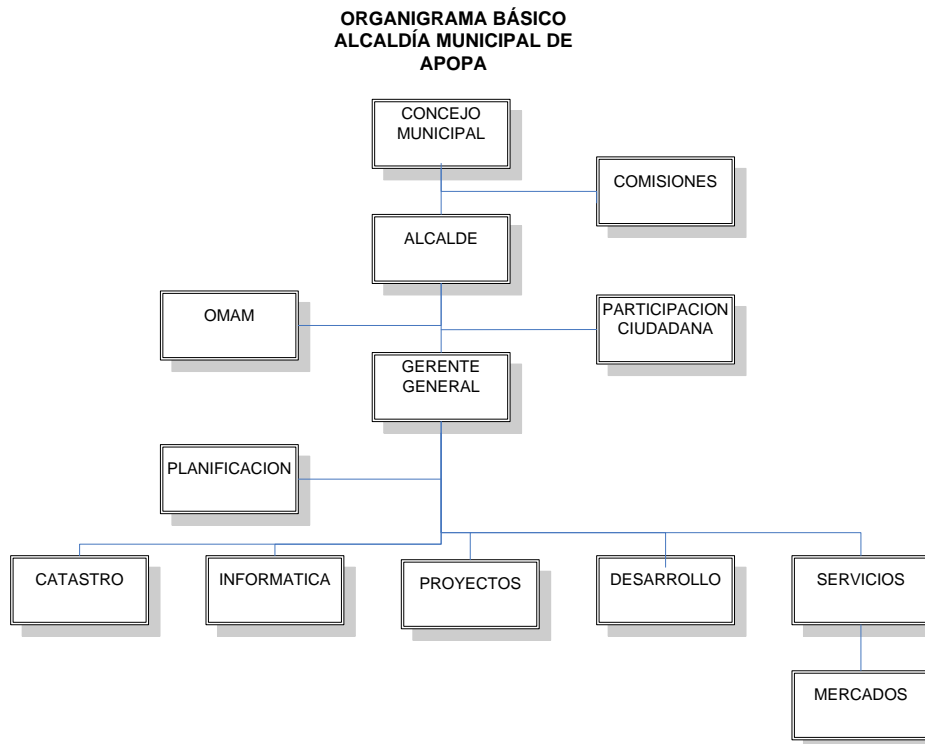 ORGANIGRAMA BÁSICO
ALCALDÍA MUNICIPAL DE
APOPA
CONCEJO
MUNICIPAL
COMISIONES
ALCALDE
OMAM
PARTICIPACION
CIUDADANA
GERENTE
GENERAL
PLANIFICACION
CATASTRO
INFORMATICA
PROYECTOS
DESARROLLO
SERVICIOS
MERCADOS